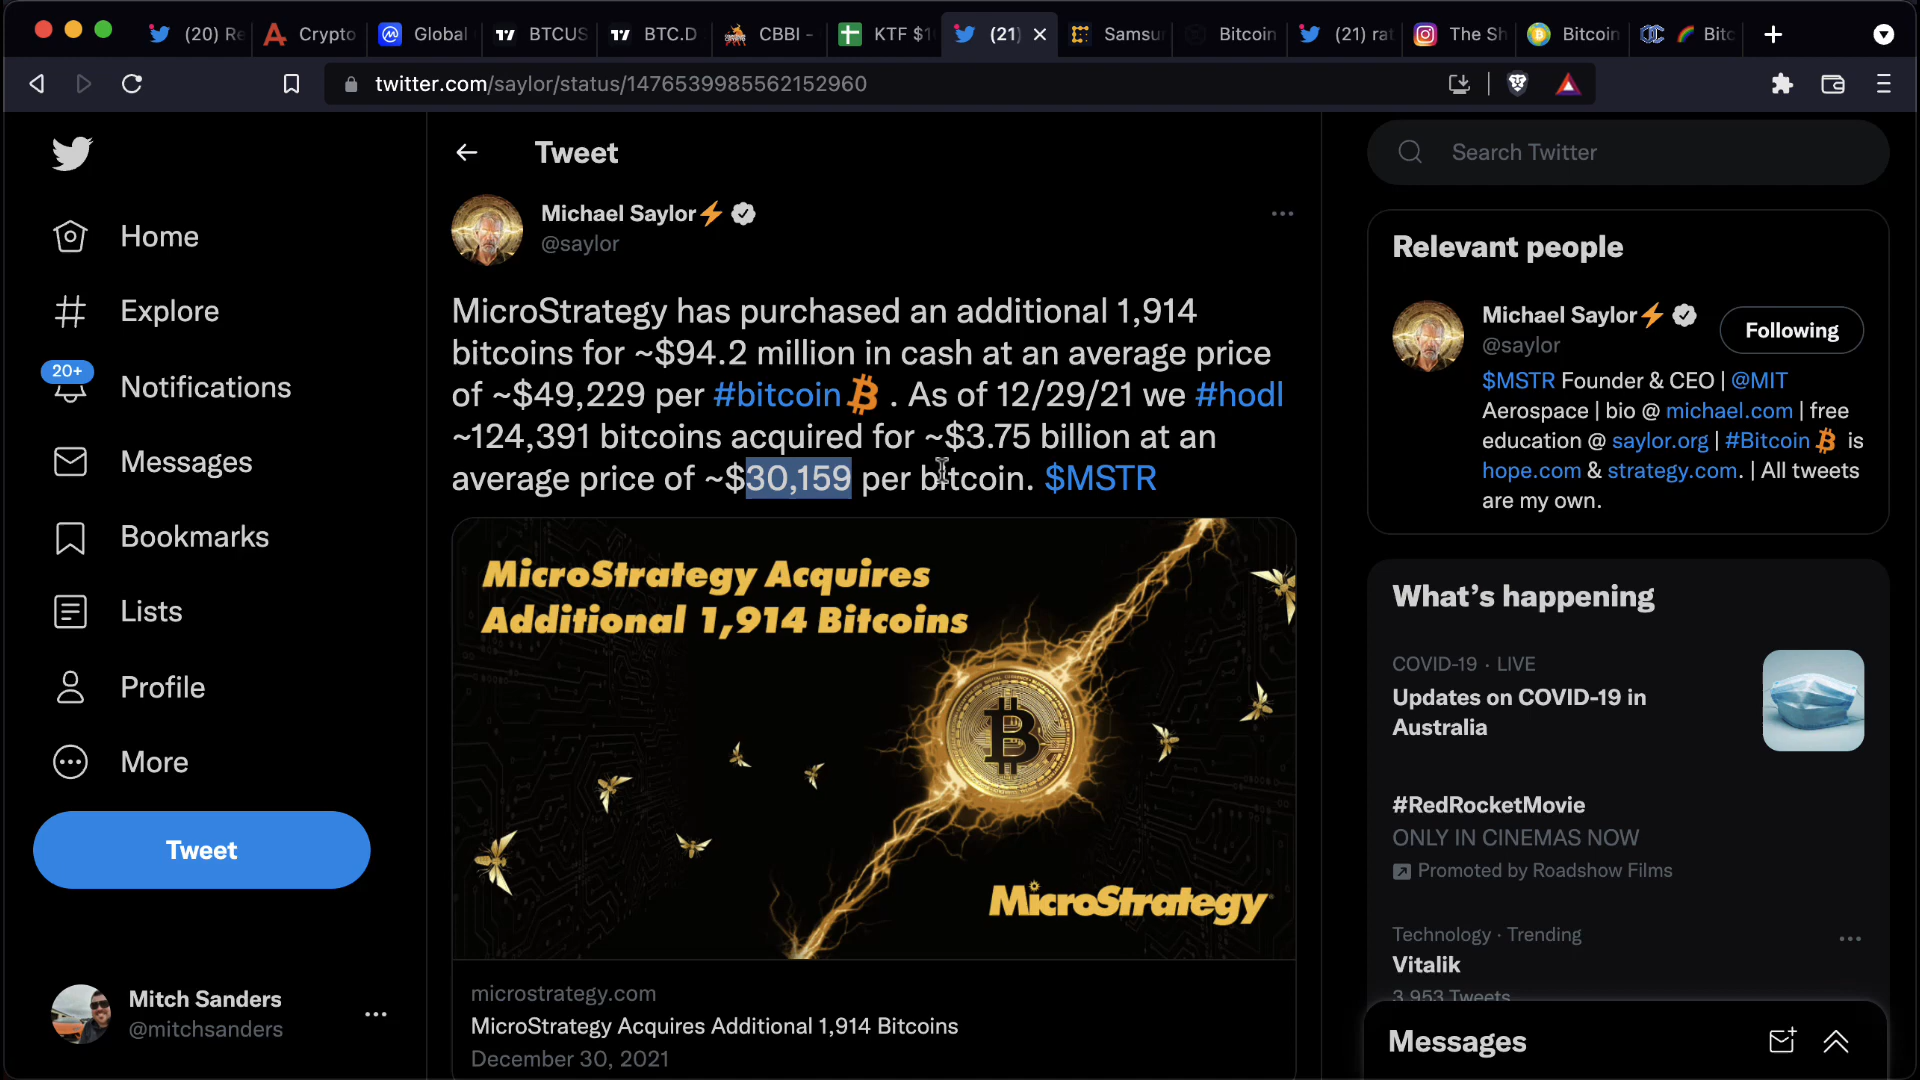 (20) Re
Crypto
Global
BTCUS
BTC.D
CBBI -
KTF $1
(21)
Samsu
Bitcoin
(21) rat
The Sh
Bitcoin
Bitc
twitter.com/saylor/status/1476539985562152960
Home
Explore
20+
Notifications
Messages
Bookmarks
Lists
Profile
More
Tweet
Mitch Sanders
@mitchsanders
Tweet
Michael Saylor⚡
@saylor
MicroStrategy has purchased an additional 1,914
bitcoins for ~$94.2 million in cash at an average price
of ~$49,229 per #bitcoin₿ . As of 12/29/21 we #hodl
~124,391 bitcoins acquired for ~$3.75 billion at an
average price of ~$30,159 per bitcoin. $MSTR
MicroStrategy Acquires
Additional 1,914 Bitcoins
MicroStrategy
microstrategy.com
MicroStrategy Acquires Additional 1,914 Bitcoins
December 30, 2021
Search Twitter
Relevant people
Michael Saylor⚡
@saylor
Following
$MSTR Founder & CEO | @MIT
Aerospace | bio @ michael.com | free
education @ saylor.org | #Bitcoin₿ is
hope.com & strategy.com. | All tweets
are my own.
What's happening
COVID-19 · LIVE
Updates on COVID-19 in
Australia
#RedRocketMovie
ONLY IN CINEMAS NOW
Promoted by Roadshow Films
Technology · Trending
Vitalik
3,953 Tweets
Messages